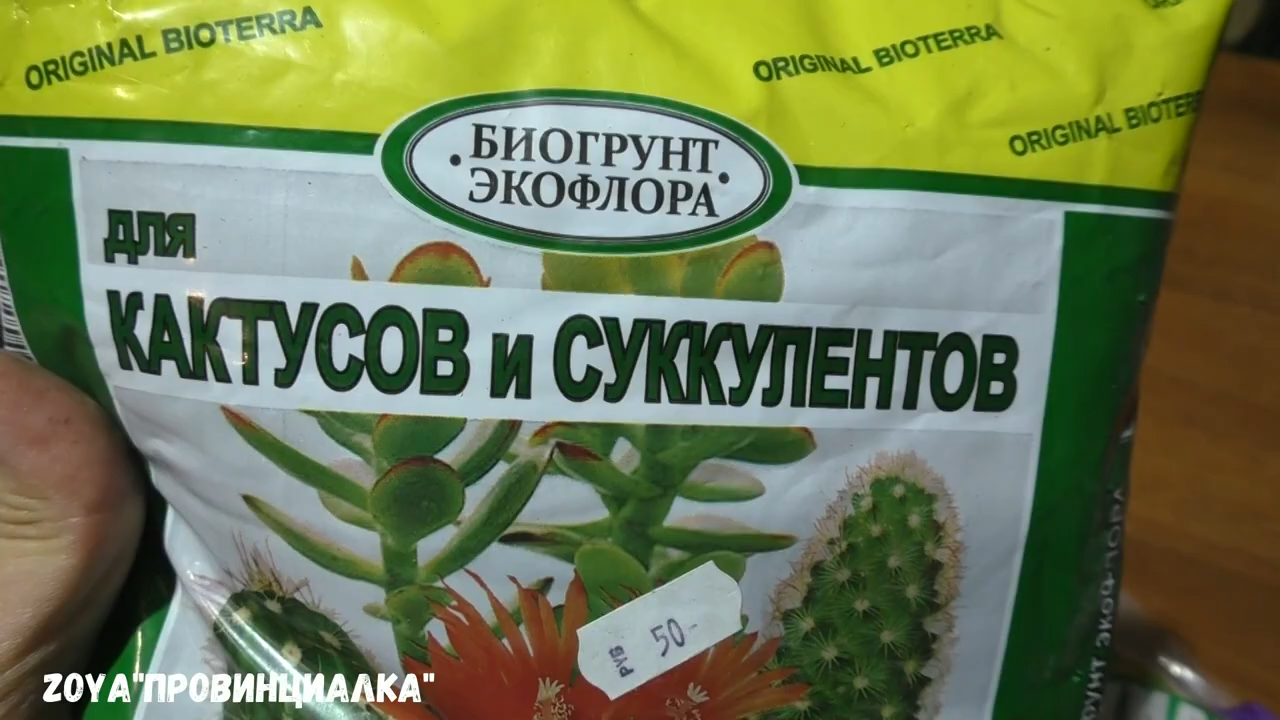 ORIGINAL BIOTERRA
ORIGINAL BIOTERRA
ORIGINAL BIOTERRA
БИОГРУНТ
ЭКОФЛОРА
для
КАКТУСОВ и СУККУЛЕНТОВ
РУБ 50-
ZOYA"ПРОВИНЦИАЛКА"